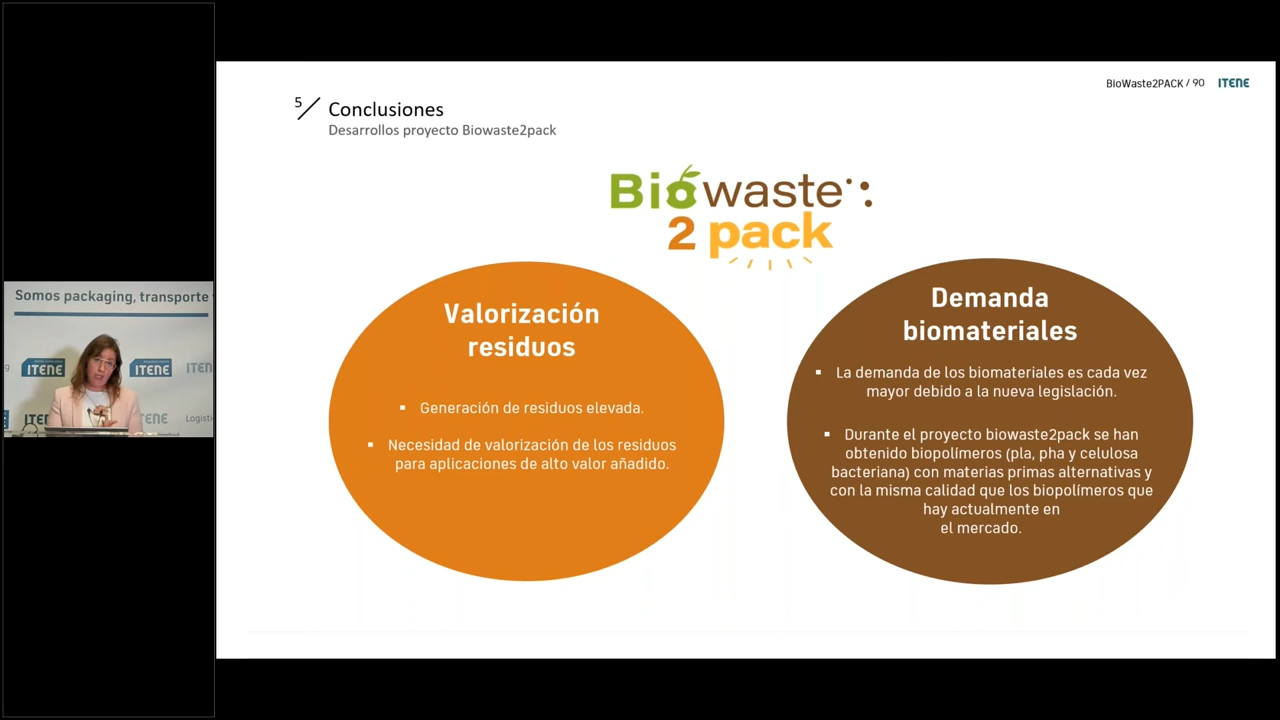 BioWaste2PACK / 90 ITENE
5
Conclusiones
Desarrollos proyecto Biowaste2pack
Biowaste
2 pack
Valorización
residuos
▪ Generación de residuos elevada.
▪ Necesidad de valorización de los residuos
para aplicaciones de alto valor añadido.
Demanda
biomateriales
▪ La demanda de los biomateriales es cada vez
mayor debido a la nueva legislación.
▪ Durante el proyecto biowaste2pack se han
obtenido biopolímeros (pla, pha y celulosa
bacteriana) con materias primas alternativas y
con la misma calidad que los biopolímeros que
hay actualmente en
el mercado.
Somos packaging, transporte
ITENE ITENE ITEN
ITEN TENE Logist